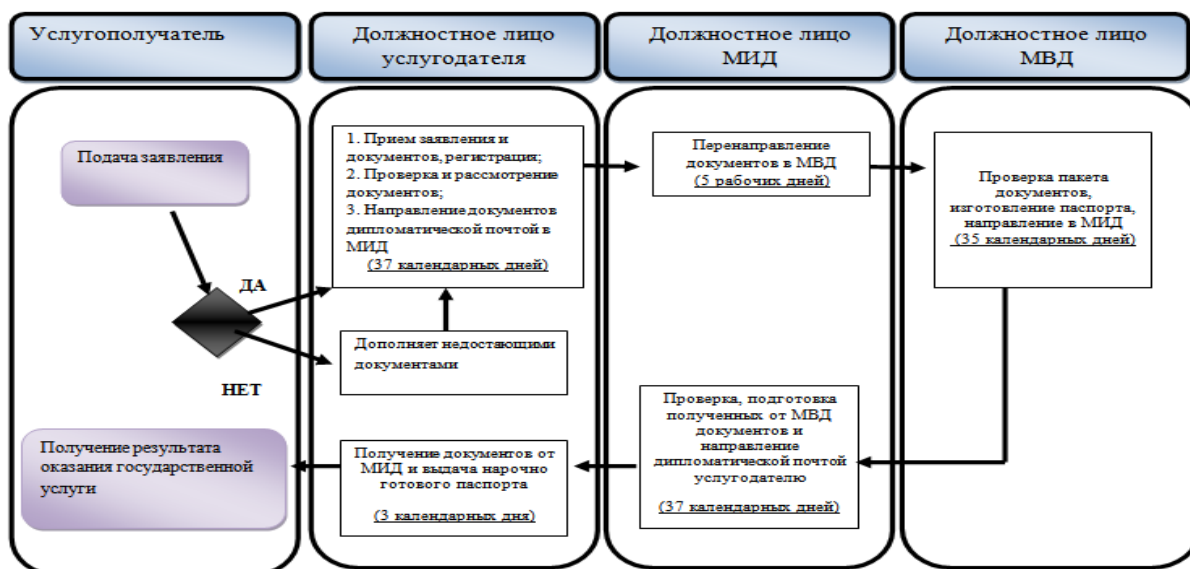 Услугополучатель
Должностное лицо
услугодателя
Должностное лицо
МИД
Должностное лицо
МВД
Подача заявления
ДА
НЕТ
1. Прием заявления и
документов, регистрация;
2. Проверка и рассмотрение
документов;
3. Направление документов
дипломатической почтой в
МИД
(37 календарных дней)
Дополняет недостающими
документами
Перенаправление
документов в МВД
(5 рабочих дней)
Проверка пакета
документов,
изготовление паспорта,
направление в МИД
(35 календарных дней)
Проверка, подготовка
полученных от МВД
документов и
направление
дипломатической почтой
услугодателю
(37 календарных дней)
Получение документов от
МИД и выдача нарочно
готового паспорта
(3 календарных дня)
Получение результата
оказания государственной
услуги